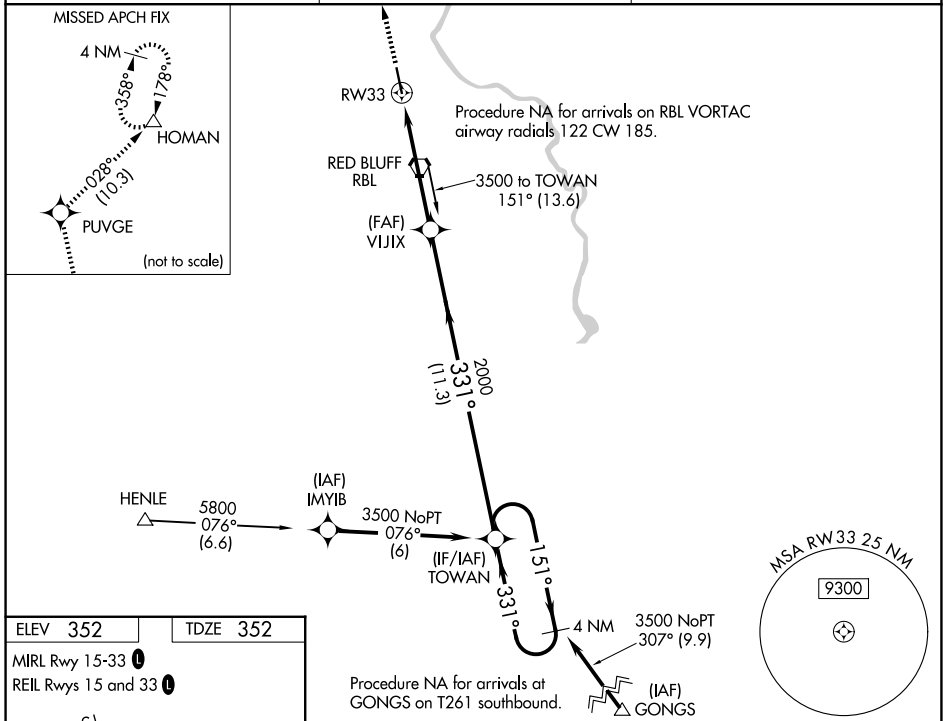 MISSED APCH FIX
4 NM
358°
178°
HOMAN
028°
(10.3)
PUVGE
(not to scale)
RW33
Procedure NA for arrivals on RBL VORTAC
airway radials 122 CW 185.
RED BLUFF
RBL
3500 to TOWAN
151° (13.6)
(FAF)
VIJIX
2000
331°
(11.3)
HENLE
5800
076°
(6.6)
(IAF)
IMYIB
3500 NoPT
076°
(6)
(IF/IAF)
TOWAN
151°
331°
4 NM
3500 NoPT
307° (9.9)
(IAF)
GONGS
Procedure NA for arrivals at
GONGS on T261 southbound.
MSA RW33 25 NM
9300
ELEV 352
TDZE 352
MIRL Rwy 15-33 L
REIL Rwys 15 and 33 L